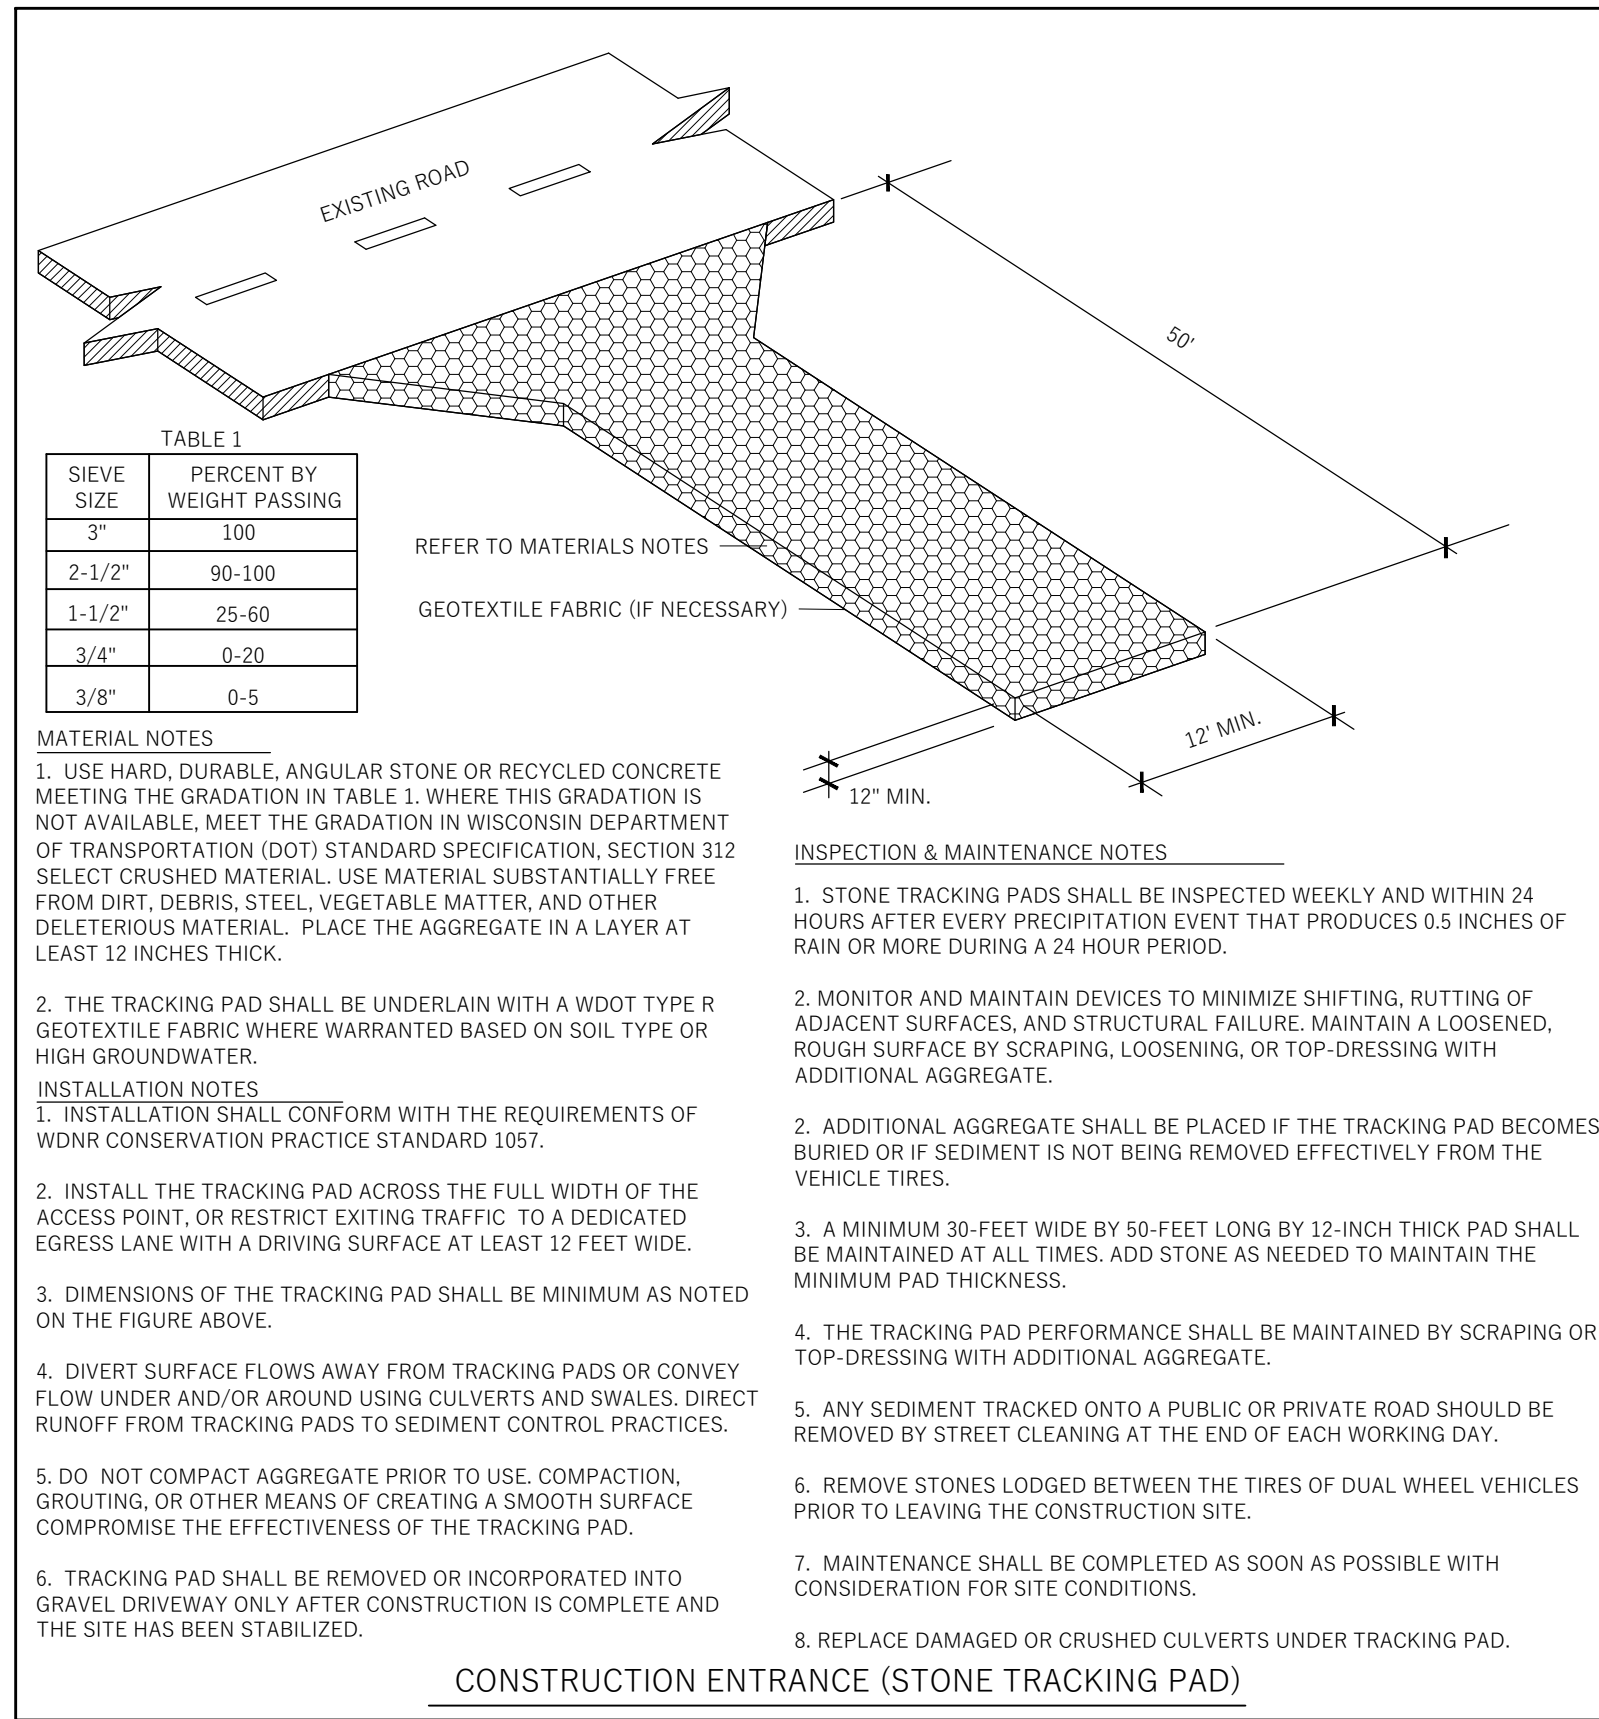 EXISTING ROAD
50'
TABLE 1
SIEVE SIZE PERCENT BY WEIGHT PASSING
3" 100
2-1/2" 90-100
1-1/2" 25-60
3/4" 0-20
3/8" 0-5
REFER TO MATERIALS NOTES
GEOTEXTILE FABRIC (IF NECESSARY)
12' MIN.
12" MIN.
MATERIAL NOTES
1. USE HARD, DURABLE, ANGULAR STONE OR RECYCLED CONCRETE
MEETING THE GRADATION IN TABLE 1. WHERE THIS GRADATION IS
NOT AVAILABLE, MEET THE GRADATION IN WISCONSIN DEPARTMENT
OF TRANSPORTATION (DOT) STANDARD SPECIFICATION, SECTION 312
SELECT CRUSHED MATERIAL. USE MATERIAL SUBSTANTIALLY FREE
FROM DIRT, DEBRIS, STEEL, VEGETABLE MATTER, AND OTHER
DELETERIOUS MATERIAL. PLACE THE AGGREGATE IN A LAYER AT
LEAST 12 INCHES THICK.
2. THE TRACKING PAD SHALL BE UNDERLAIN WITH A WDOT TYPE R
GEOTEXTILE FABRIC WHERE WARRANTED BASED ON SOIL TYPE OR
HIGH GROUNDWATER.
INSTALLATION NOTES
1. INSTALLATION SHALL CONFORM WITH THE REQUIREMENTS OF
WDNR CONSERVATION PRACTICE STANDARD 1057.
2. INSTALL THE TRACKING PAD ACROSS THE FULL WIDTH OF THE
ACCESS POINT, OR RESTRICT EXITING TRAFFIC TO A DEDICATED
EGRESS LANE WITH A DRIVING SURFACE AT LEAST 12 FEET WIDE.
3. DIMENSIONS OF THE TRACKING PAD SHALL BE MINIMUM AS NOTED
ON THE FIGURE ABOVE.
4. DIVERT SURFACE FLOWS AWAY FROM TRACKING PADS OR CONVEY
FLOW UNDER AND/OR AROUND USING CULVERTS AND SWALES. DIRECT
RUNOFF FROM TRACKING PADS TO SEDIMENT CONTROL PRACTICES.
5. DO NOT COMPACT AGGREGATE PRIOR TO USE. COMPACTION,
GROUTING, OR OTHER MEANS OF CREATING A SMOOTH SURFACE
COMPROMISE THE EFFECTIVENESS OF THE TRACKING PAD.
6. TRACKING PAD SHALL BE REMOVED OR INCORPORATED INTO
GRAVEL DRIVEWAY ONLY AFTER CONSTRUCTION IS COMPLETE AND
THE SITE HAS BEEN STABILIZED.
INSPECTION & MAINTENANCE NOTES
1. STONE TRACKING PADS SHALL BE INSPECTED WEEKLY AND WITHIN 24
HOURS AFTER EVERY PRECIPITATION EVENT THAT PRODUCES 0.5 INCHES OF
RAIN OR MORE DURING A 24 HOUR PERIOD.
2. MONITOR AND MAINTAIN DEVICES TO MINIMIZE SHIFTING, RUTTING OF
ADJACENT SURFACES, AND STRUCTURAL FAILURE. MAINTAIN A LOOSENED,
ROUGH SURFACE BY SCRAPING, LOOSENING, OR TOP-DRESSING WITH
ADDITIONAL AGGREGATE.
2. ADDITIONAL AGGREGATE SHALL BE PLACED IF THE TRACKING PAD BECOMES
BURIED OR IF SEDIMENT IS NOT BEING REMOVED EFFECTIVELY FROM THE
VEHICLE TIRES.
3. A MINIMUM 30-FEET WIDE BY 50-FEET LONG BY 12-INCH THICK PAD SHALL
BE MAINTAINED AT ALL TIMES. ADD STONE AS NEEDED TO MAINTAIN THE
MINIMUM PAD THICKNESS.
4. THE TRACKING PAD PERFORMANCE SHALL BE MAINTAINED BY SCRAPING OR
TOP-DRESSING WITH ADDITIONAL AGGREGATE.
5. ANY SEDIMENT TRACKED ONTO A PUBLIC OR PRIVATE ROAD SHOULD BE
REMOVED BY STREET CLEANING AT THE END OF EACH WORKING DAY.
6. REMOVE STONES LODGED BETWEEN THE TIRES OF DUAL WHEEL VEHICLES
PRIOR TO LEAVING THE CONSTRUCTION SITE.
7. MAINTENANCE SHALL BE COMPLETED AS SOON AS POSSIBLE WITH
CONSIDERATION FOR SITE CONDITIONS.
8. REPLACE DAMAGED OR CRUSHED CULVERTS UNDER TRACKING PAD.
CONSTRUCTION ENTRANCE (STONE TRACKING PAD)